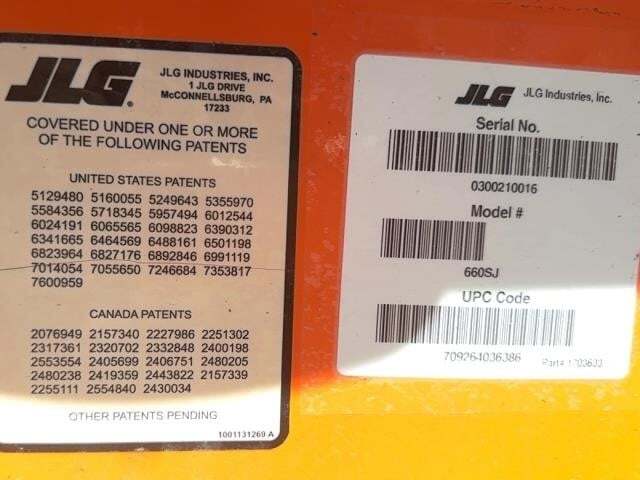 JLG®
JLG INDUSTRIES, INC.
1 JLG DRIVE
McCONNELLSBURG, PA
17233
COVERED UNDER ONE OR MORE
OF THE FOLLOWING PATENTS
UNITED STATES PATENTS
5129480 5160055 5249643 5355970
5584356 5718345 5957494 6012544
6024191 6065565 6098823 6390312
6341665 6464569 6488161 6501198
6823964 6827176 6892846 6991119
7014054 7055650 7246684 7353817
7600959
CANADA PATENTS
2076949 2157340 2227986 2251302
2317361 2320702 2332848 2400198
2553554 2405699 2406751 2480205
2480238 2419359 2443822 2157339
2255111 2554840 2430034
OTHER PATENTS PENDING
1001131269 A
JLG JLG Industries, Inc.
Serial No.
0300210016
Model #
660SJ
UPC Code
709264036386
Part# 1703633